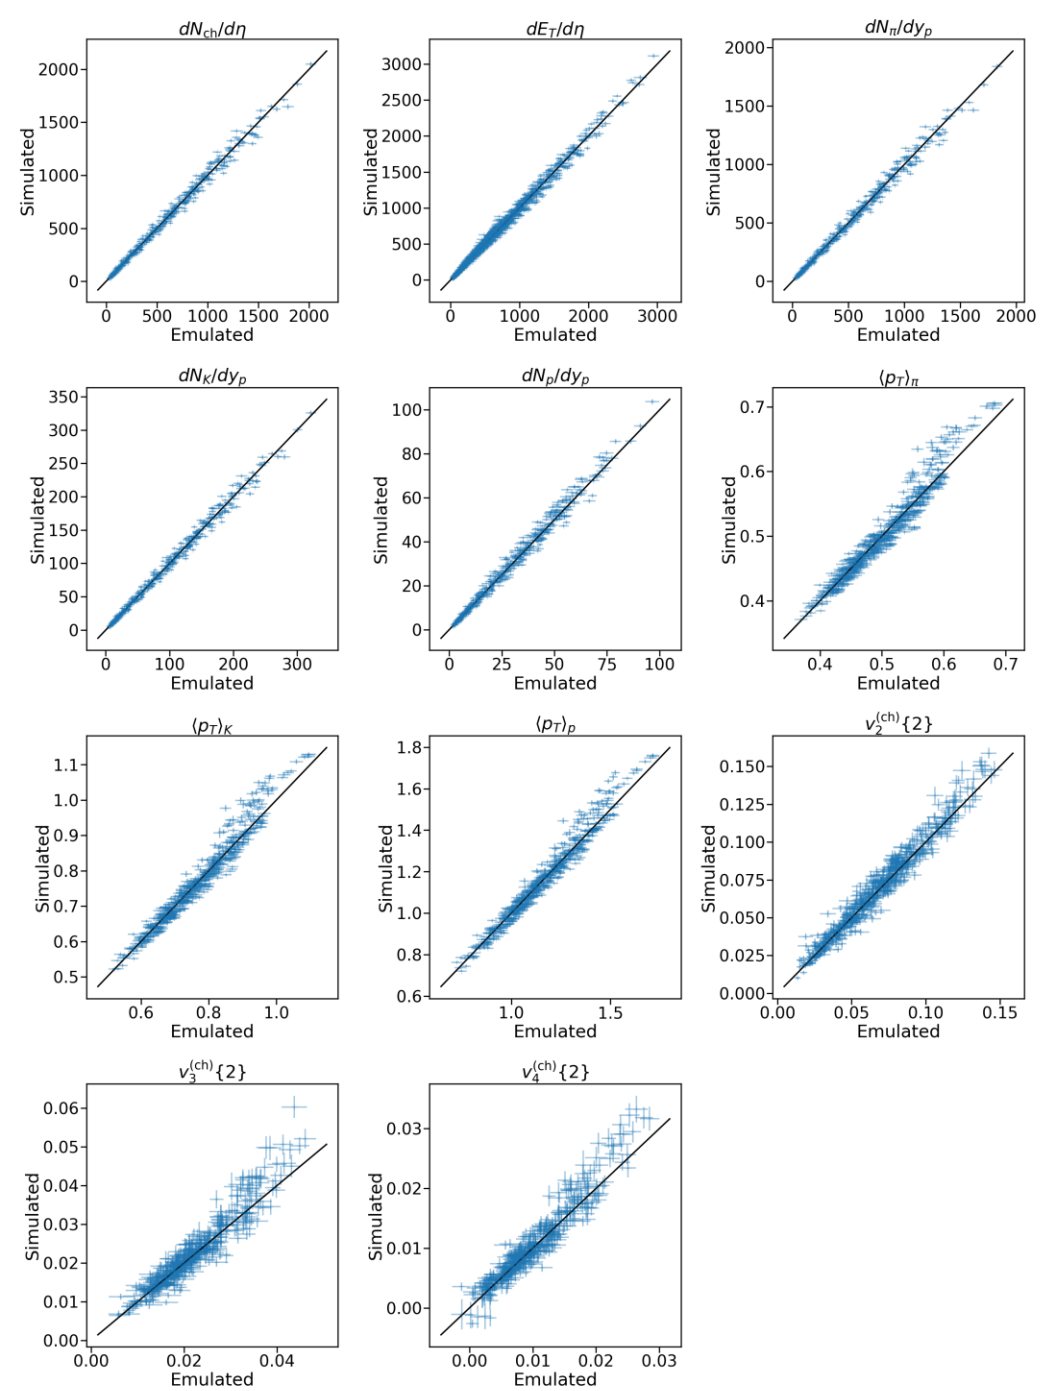 dN_ch/dη
dE_T/dη
dN_π/dy_p
2000
1500
1000
500
0
Simulated
0 500 1000 1500 2000
Emulated
3000
2500
2000
1500
1000
500
0
Simulated
0 1000 2000 3000
Emulated
2000
1500
1000
500
0
Simulated
0 500 1000 1500 2000
Emulated
dN_K/dy_p
dN_p/dy_p
⟨p_T⟩_π
350
300
250
200
150
100
50
0
Simulated
0 100 200 300
Emulated
100
80
60
40
20
0
Simulated
0 25 50 75 100
Emulated
0.7
0.6
0.5
0.4
Simulated
0.4 0.5 0.6 0.7
Emulated
⟨p_T⟩_K
⟨p_T⟩_p
v_2^(ch){2}
1.1
1.0
0.9
0.8
0.7
0.6
0.5
Simulated
0.6 0.8 1.0
Emulated
1.8
1.6
1.4
1.2
1.0
0.8
0.6
Simulated
1.0 1.5
Emulated
0.150
0.125
0.100
0.075
0.050
0.025
0.000
Simulated
0.00 0.05 0.10 0.15
Emulated
v_3^(ch){2}
v_4^(ch){2}
0.06
0.05
0.04
0.03
0.02
0.01
0.00
Simulated
0.00 0.02 0.04
Emulated
0.03
0.02
0.01
0.00
Simulated
0.00 0.01 0.02 0.03
Emulated